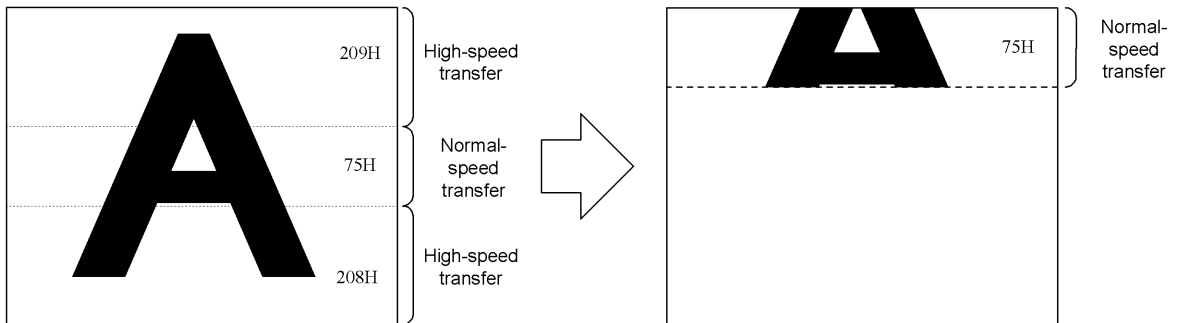 209H
High-speed
transfer
75H
Normal-
speed
transfer
208H
High-speed
transfer
75H
Normal-
speed
transfer